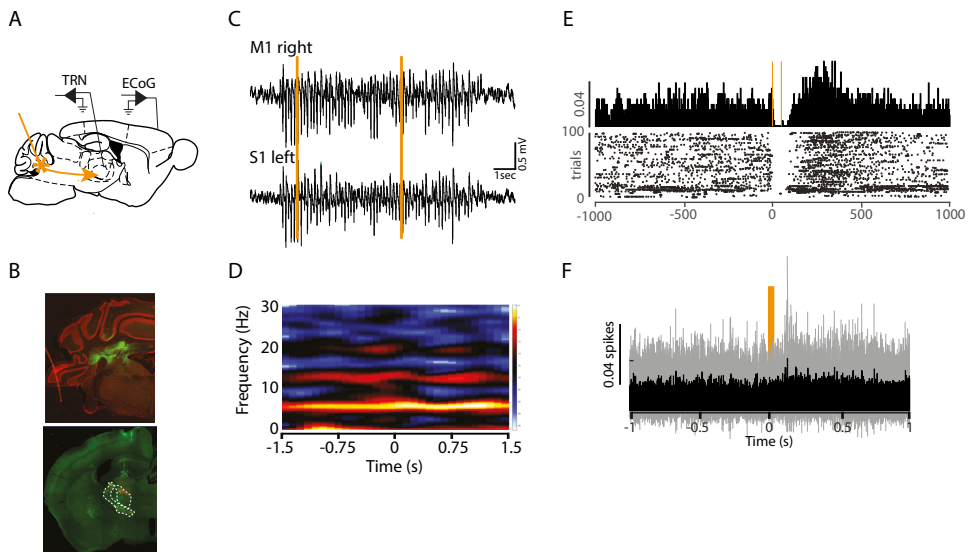 A
TRN
ECoG
B
C
M1 right
S1 left
1sec
0.5 mV
D
Frequency (Hz)
30
20
10
0
-1.5
-0.75
0
0.75
1.5
Time (s)
E
0.04
trials
100
0
-1000
-500
0
500
1000
F
0.04 spikes
-1
-0.5
0
0.5
1
Time (s)